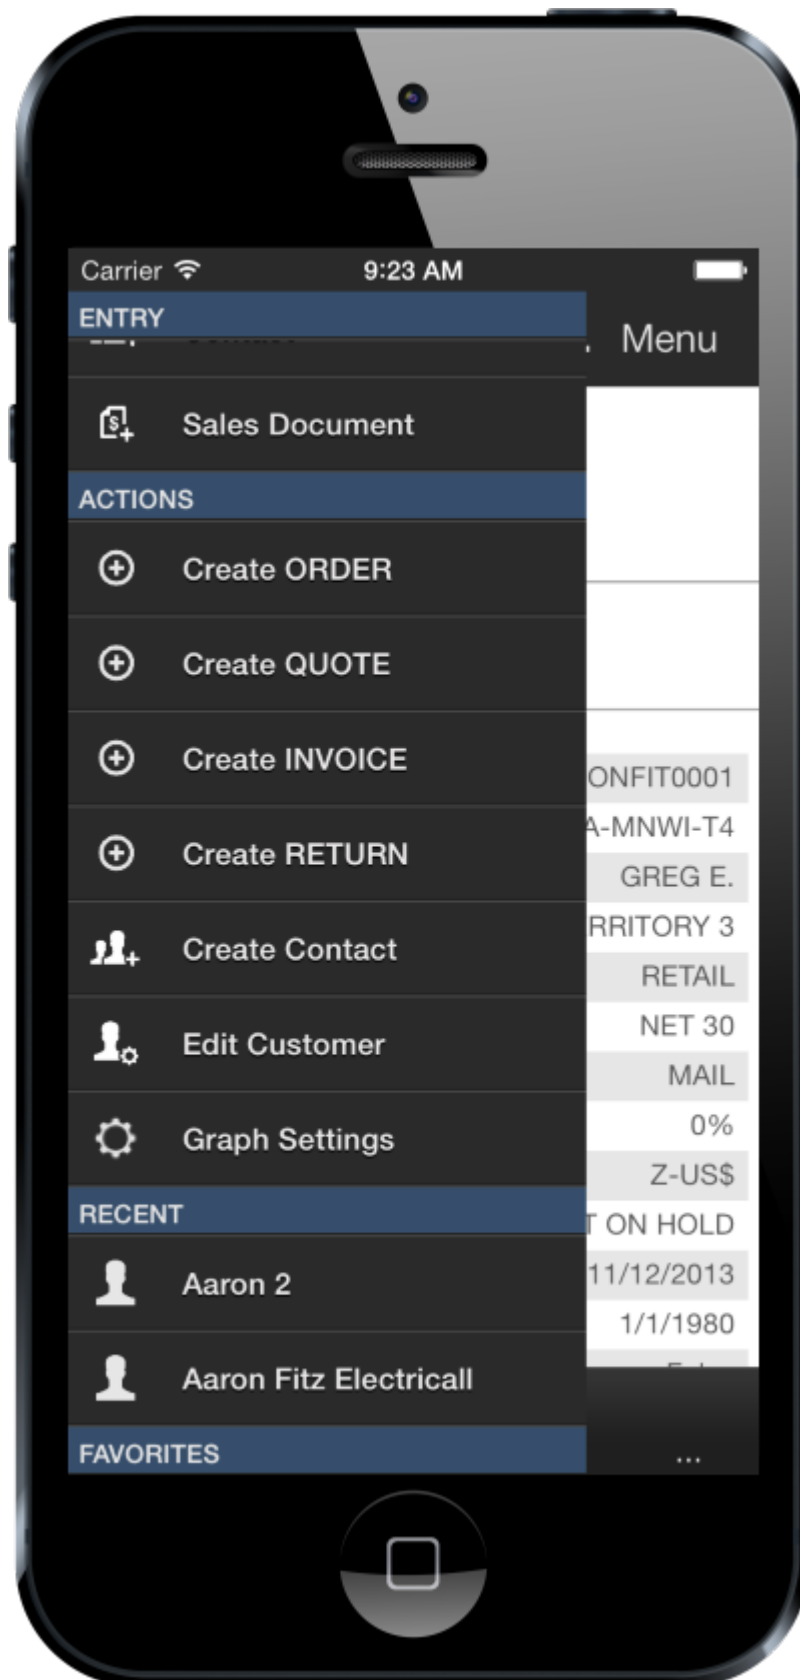 Carrier 9:23 AM
ENTRY
Menu
Sales Document
ACTIONS
Create ORDER
Create QUOTE
Create INVOICE
ONFIT0001
Create RETURN
A-MNWI-T4
GREG E.
Create Contact
RRITORY 3
RETAIL
Edit Customer
NET 30
MAIL
Graph Settings
0%
Z-US$
RECENT
T ON HOLD
Aaron 2
11/12/2013
1/1/1980
Aaron Fitz Electricall
FAVORITES
...